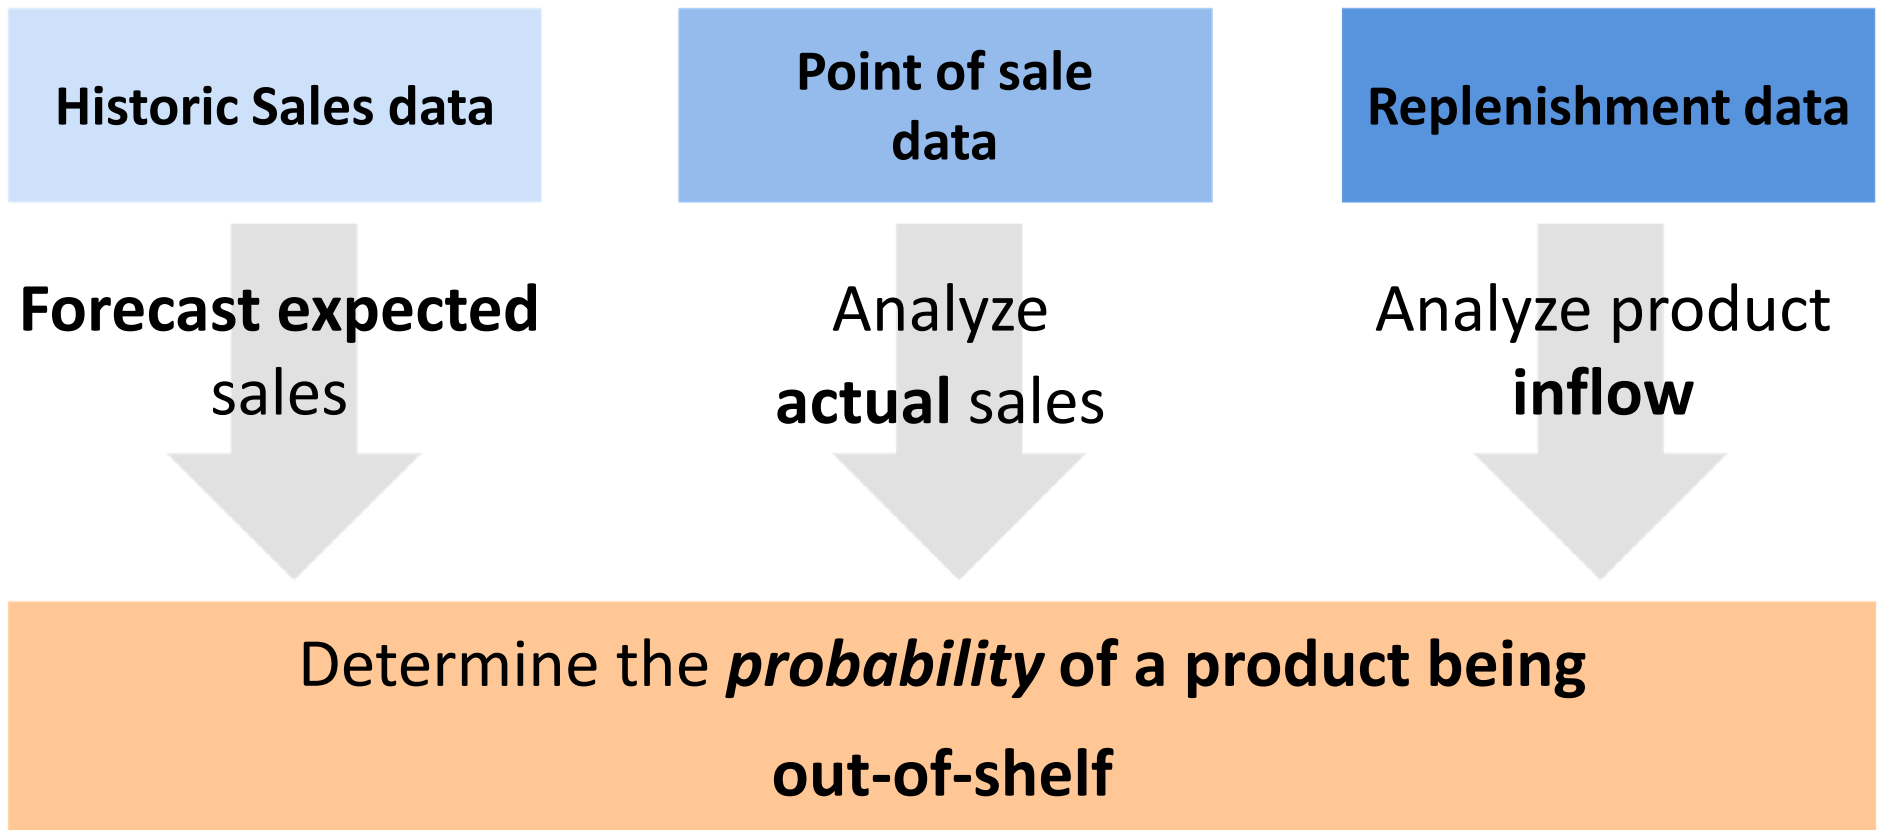 Historic Sales data
Point of sale
data
Replenishment data
Forecast expected
sales
Analyze
actual sales
Analyze product
inflow
Determine the probability of a product being
out-of-shelf